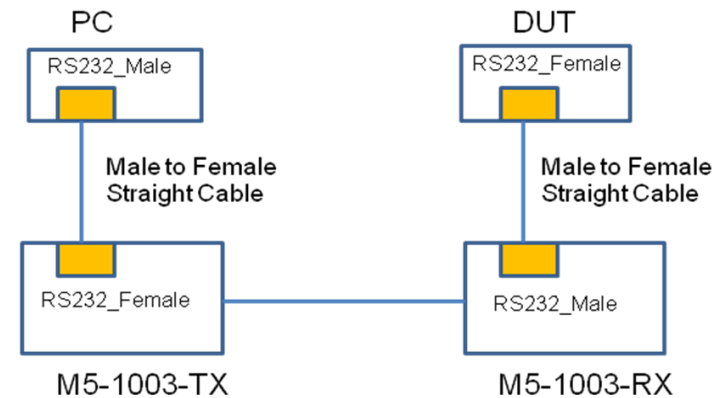 PC
DUT
RS232_Male
RS232_Female
Male to Female
Straight Cable
Male to Female
Straight Cable
RS232_Female
RS232_Male
M5-1003-TX
M5-1003-RX